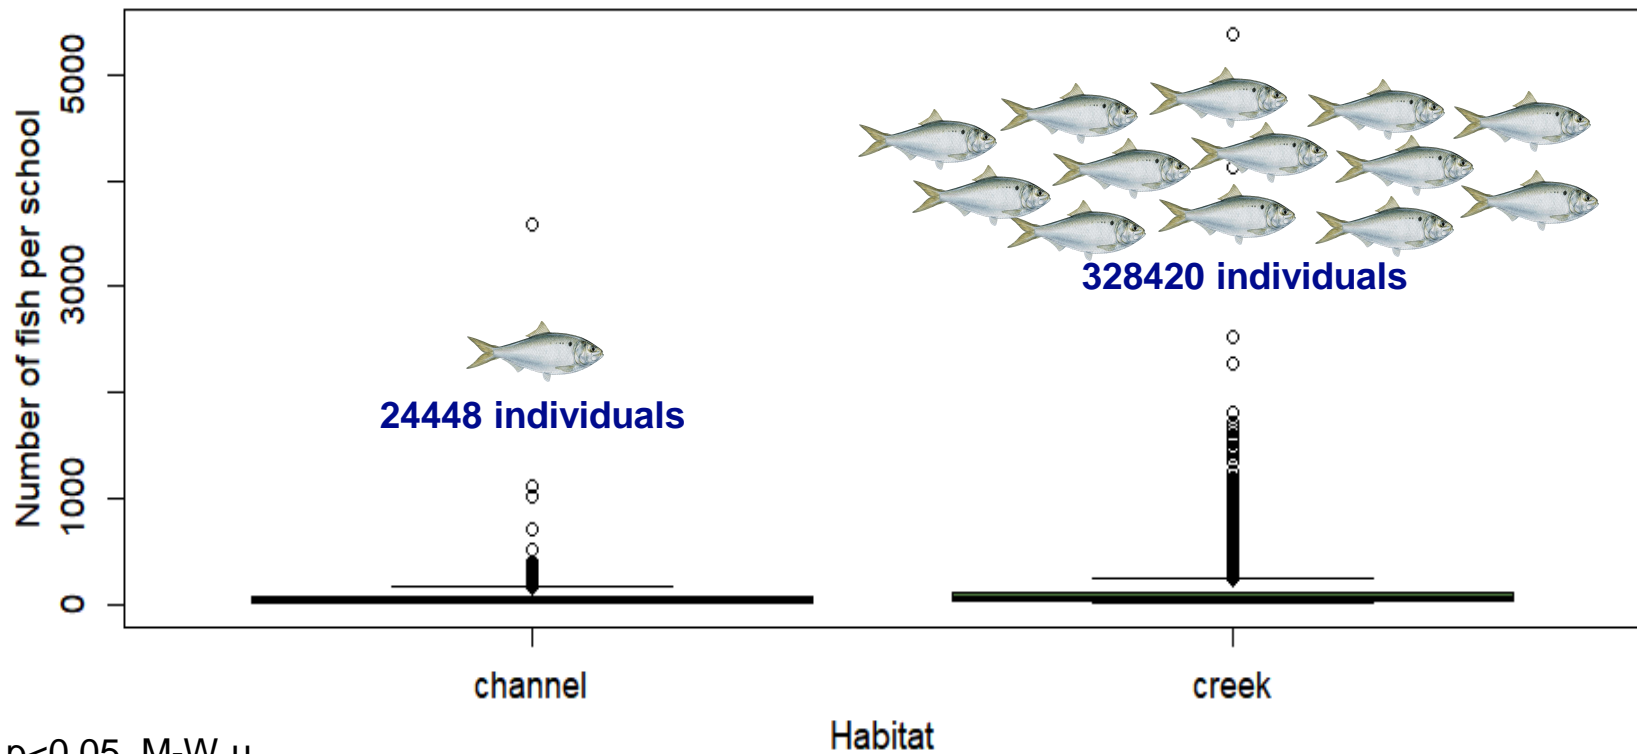 Number of fish per school
5000
3000
1000
0
328420 individuals
24448 individuals
channel
creek
Habitat
p<0.05, M-W u